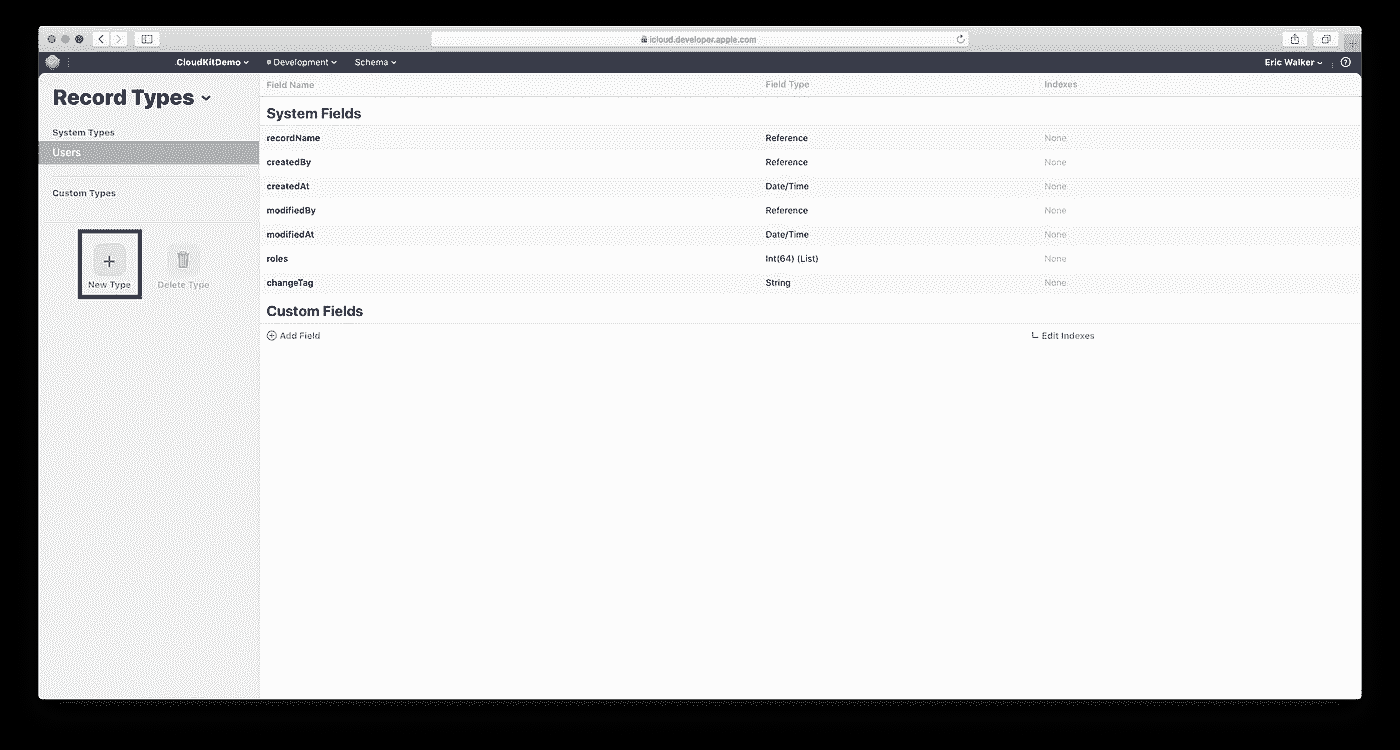 icloud.developer.apple.com
.CloudKitDemo Development Schema Eric Walker
Record Types
System Types
Users
Custom Types
New Type Delete Type
Field Name Field Type Indexes
System Fields
recordName Reference None
createdBy Reference None
createdAt Date/Time None
modifiedBy Reference None
modifiedAt Date/Time None
roles Int(64) (List) None
changeTag String None
Custom Fields
Add Field Edit Indexes